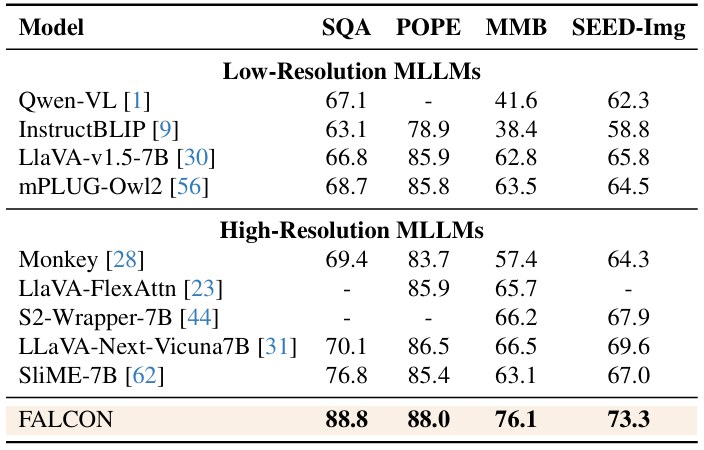 Model SQA POPE MMB SEED-Img
Low-Resolution MLLMs
Qwen-VL [1] 67.1 - 41.6 62.3
InstructBLIP [9] 63.1 78.9 38.4 58.8
LlaVA-v1.5-7B [30] 66.8 85.9 62.8 65.8
mPLUG-Owl2 [56] 68.7 85.8 63.5 64.5
High-Resolution MLLMs
Monkey [28] 69.4 83.7 57.4 64.3
LlaVA-FlexAttn [23] - 85.9 65.7 -
S2-Wrapper-7B [44] - - 66.2 67.9
LLaVA-Next-Vicuna7B [31] 70.1 86.5 66.5 69.6
SliME-7B [62] 76.8 85.4 63.1 67.0
FALCON 88.8 88.0 76.1 73.3